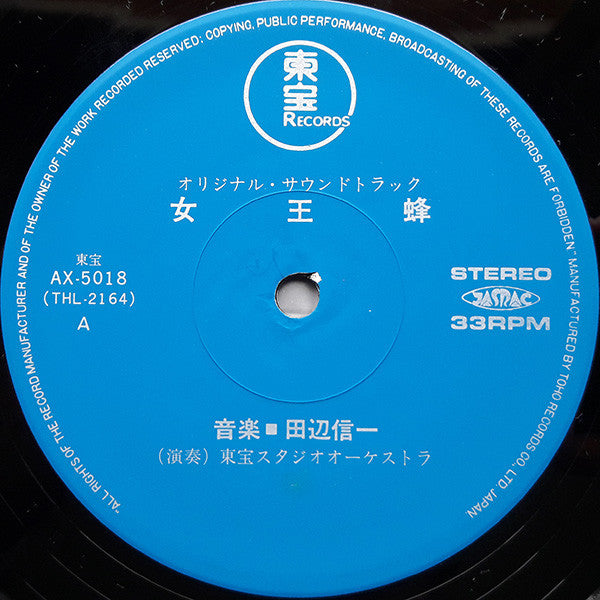 東宝
RECORDS
オリジナル・サウンドトラック
女王蜂
東宝
AX-5018
(THL-2164)
A
STEREO
JASRAC
33RPM
音楽■田辺信一
(演奏)東宝スタジオオーケストラ
"ALL RIGHTS OF THE RECORD MANUFACTURER AND OF THE OWNER OF THE WORK RECORDED RESERVED; COPYING, PUBLIC PERFORMANCE, BROADCASTING OF THESE RECORDS ARE FORBIDDEN" MANUFACTURED BY TOHO RECORDS CO., LTD. JAPAN.